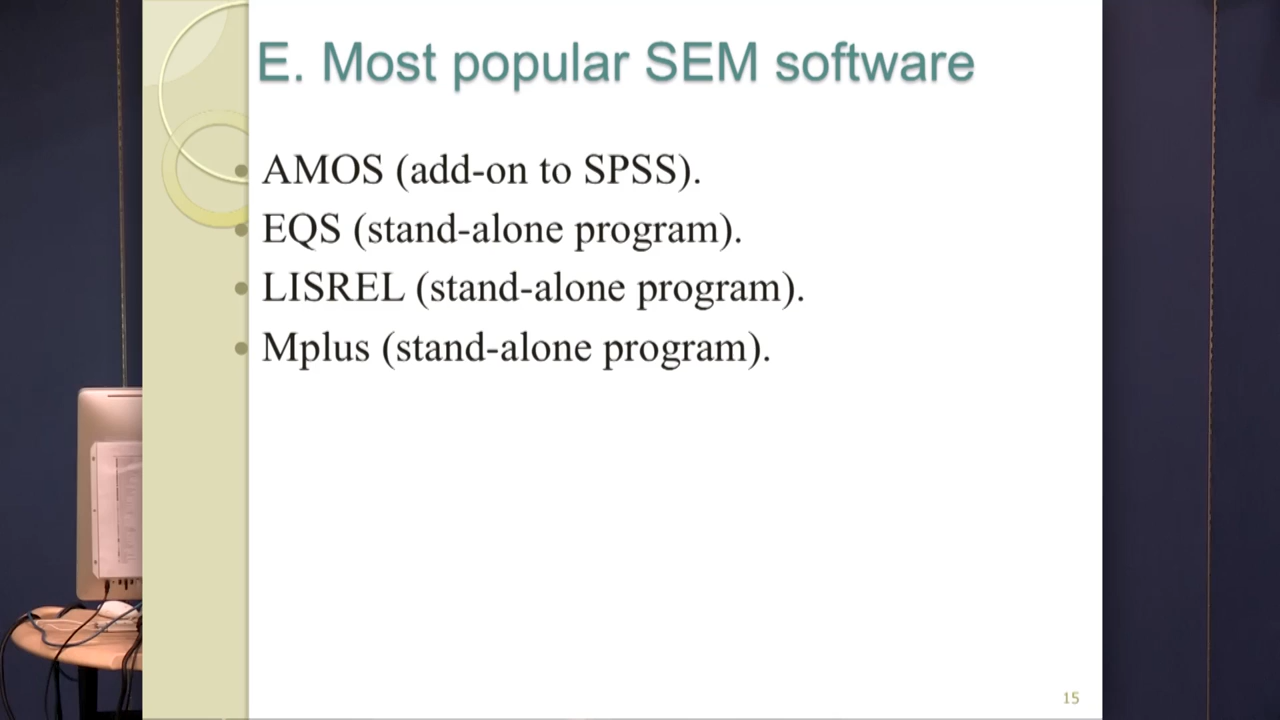 E. Most popular SEM software
AMOS (add-on to SPSS).
EQS (stand-alone program).
LISREL (stand-alone program).
Mplus (stand-alone program).
15